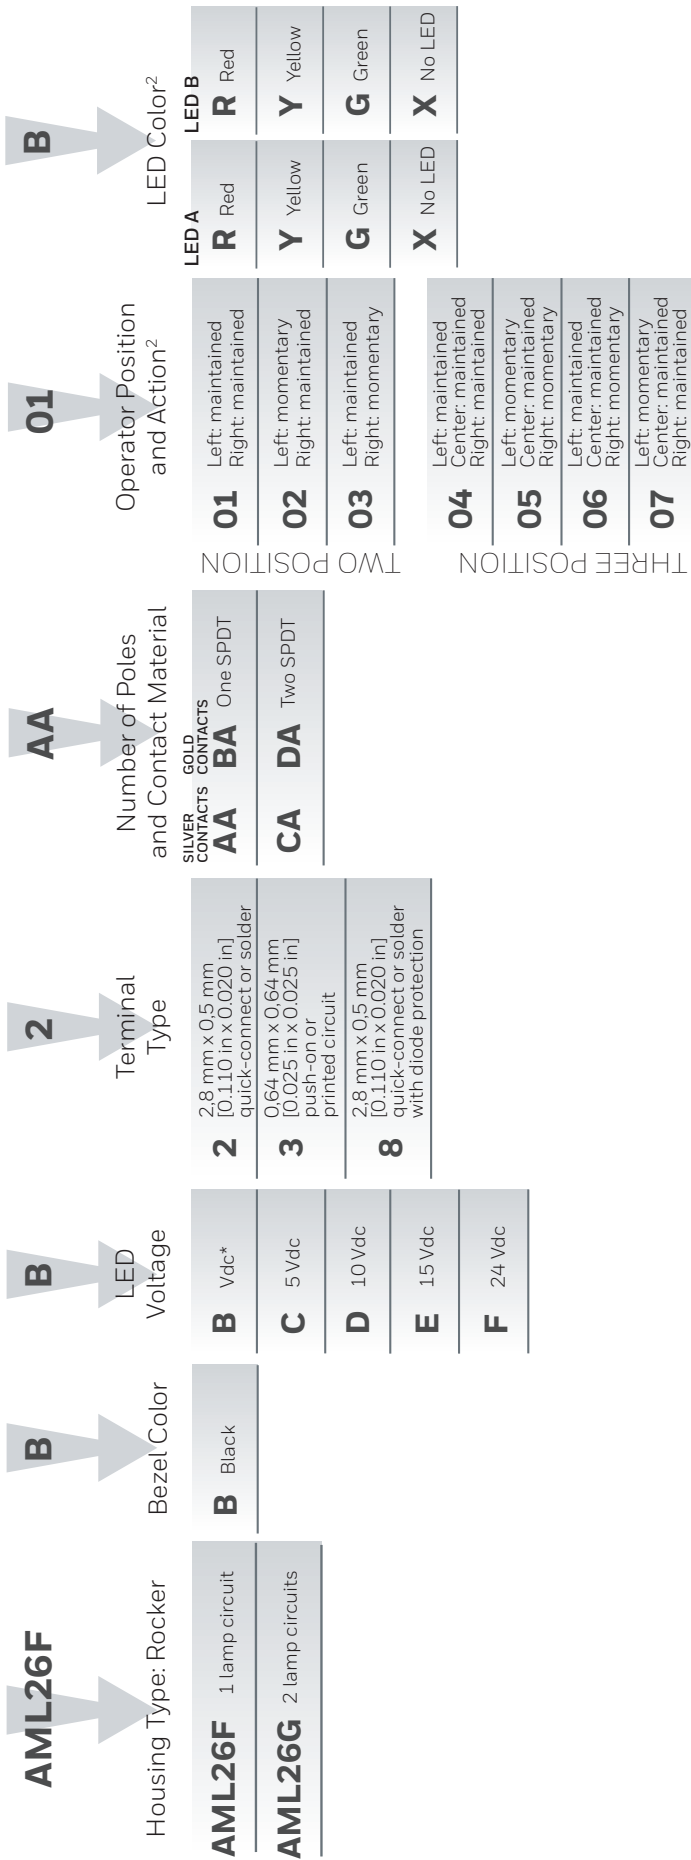 AML26F
Housing Type: Rocker
AML26F 1 lamp circuit
AML26G 2 lamp circuits
B
Bezel Color
B Black
B
LED
Voltage
B Vdc*
C 5 Vdc
D 10 Vdc
E 15 Vdc
F 24 Vdc
2
Terminal
Type
2 2,8 mm x 0,5 mm
[0.110 in x 0.020 in]
quick-connect or solder
3 0,64 mm x 0,64 mm
[0.025 in x 0.025 in]
push-on or
printed circuit
8 2,8 mm x 0,5 mm
[0.110 in x 0.020 in]
quick-connect or solder
with diode protection
AA
Number of Poles
and Contact Material
SILVER
CONTACTS
GOLD
CONTACTS
AA BA One SPDT
CA DA Two SPDT
01
Operator Position
and Action²
TWO POSITION
01 Left: maintained
Right: maintained
02 Left: momentary
Right: maintained
03 Left: maintained
Right: momentary
THREE POSITION
04 Left: maintained
Center: maintained
Right: maintained
05 Left: momentary
Center: maintained
Right: momentary
06 Left: maintained
Center: maintained
Right: momentary
07 Left: momentary
Center: maintained
Right: maintained
B
LED Color²
LED A
R Red
Y Yellow
G Green
X No LED
LED B
R Red
Y Yellow
G Green
X No LED